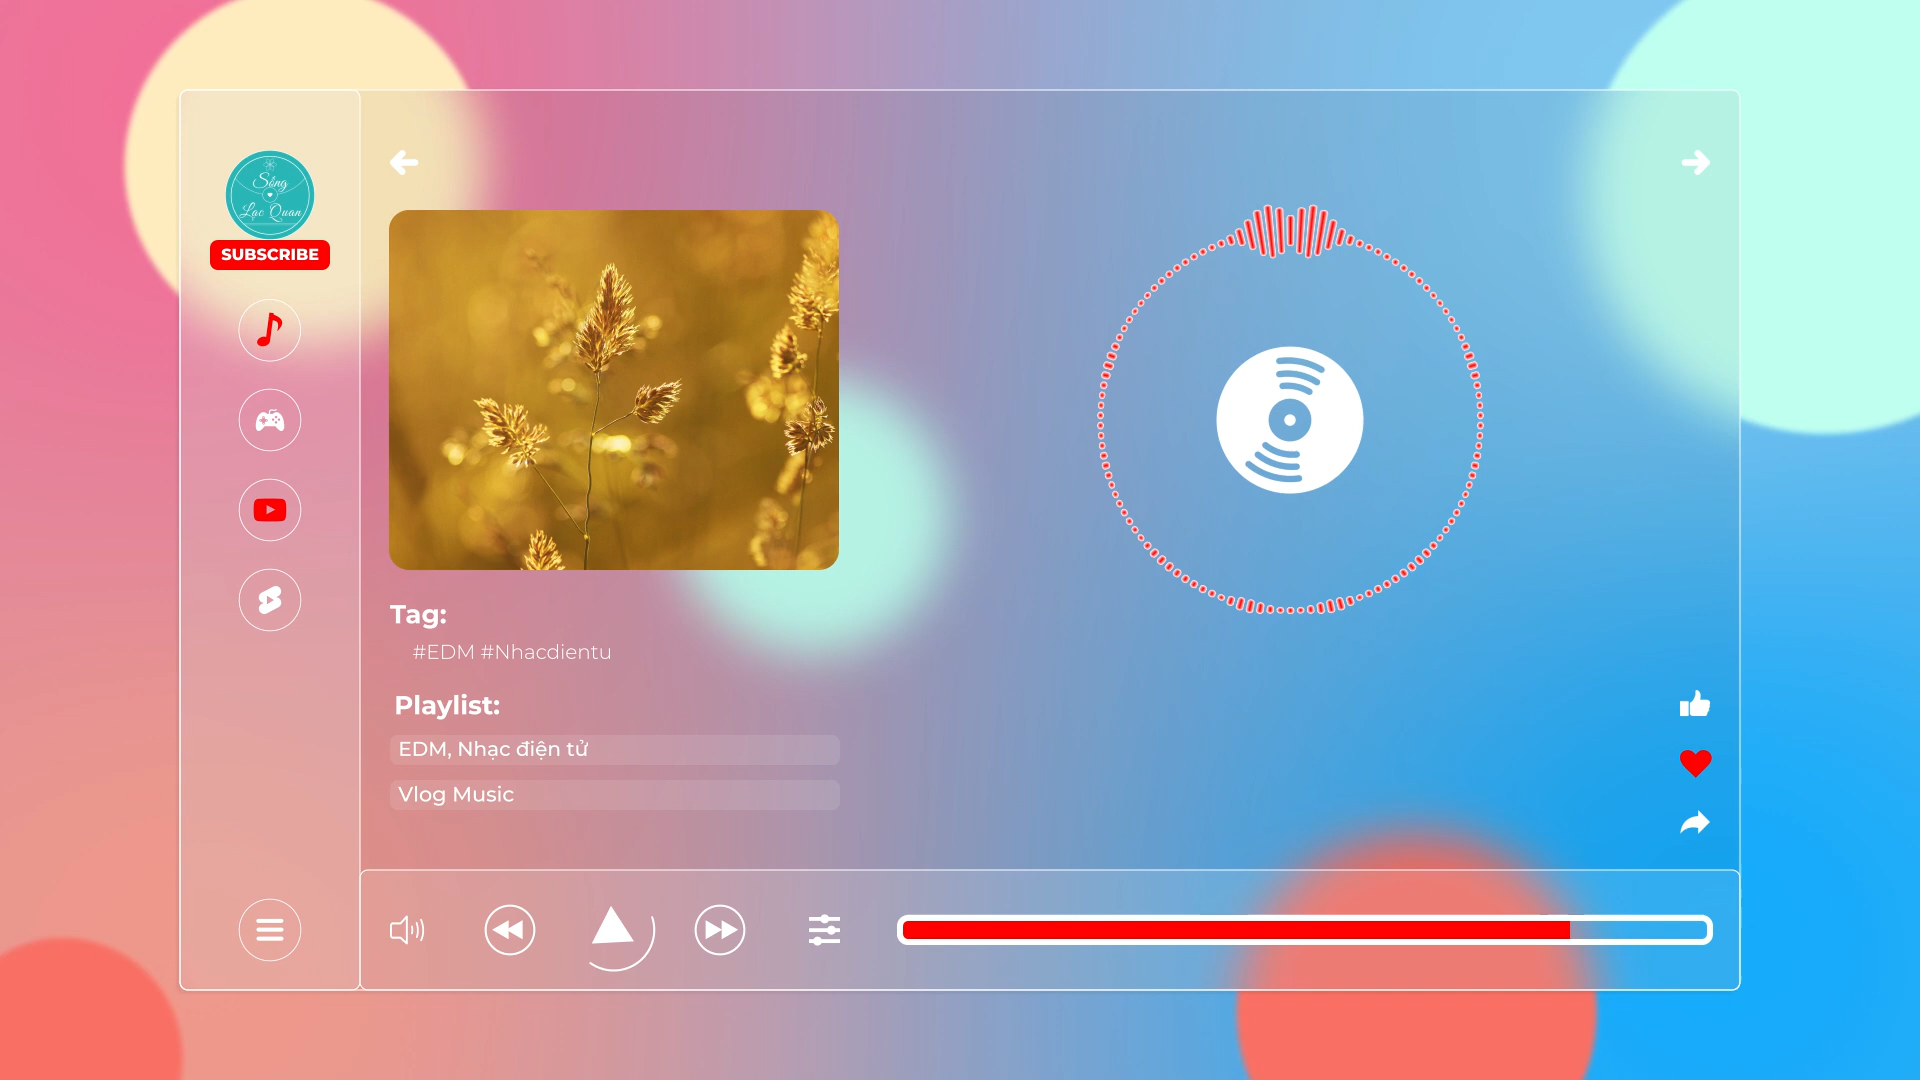 Sống
Lạc Quan
SUBSCRIBE
Tag:
#EDM #Nhacdientu
Playlist:
EDM, Nhạc điện tử
Vlog Music